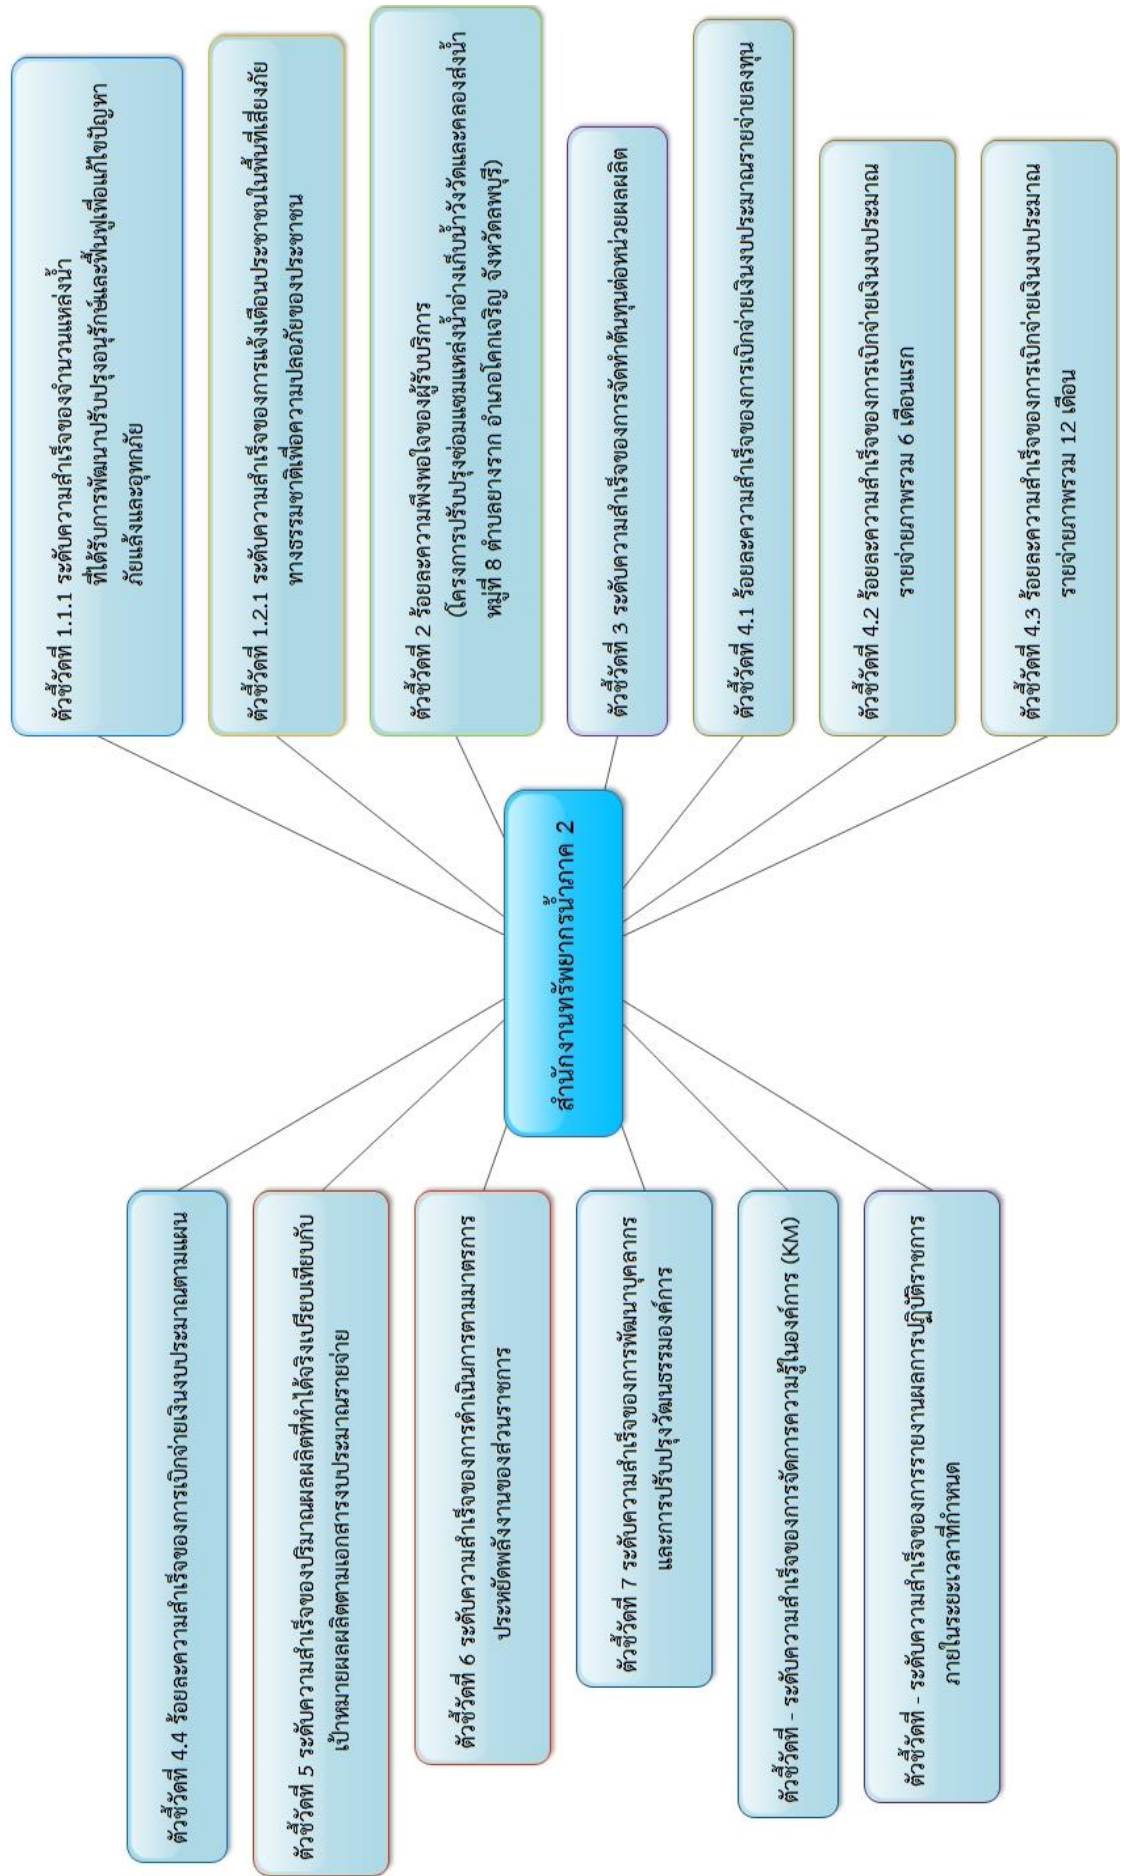 สำนักงานทรัพยากรน้ำภาค 2
ตัวชี้วัดที่ 1.1.1 ระดับความสำเร็จของจำนวนแหล่งน้ำ
ที่ได้รับการพัฒนาปรับปรุงอนุรักษ์และฟื้นฟูเพื่อแก้ไขปัญหา
ภัยแล้งและอุทกภัย
ตัวชี้วัดที่ 1.2.1 ระดับความสำเร็จของการแจ้งเตือนประชาชนในพื้นที่เสี่ยงภัย
ทางธรรมชาติเพื่อความปลอภัยของประชาชน
ตัวชี้วัดที่ 2 ร้อยละความพึงพอใจของผู้รับบริการ
(โครงการปรับปรุงซ่อมแซมแหล่งน้ำอ่างเก็บน้ำวังวัดและคลองส่งน้ำ
หมู่ที่ 8 ตำบลยางราก อำเภอโคกเจริญ จังหวัดลพบุรี)
ตัวชี้วัดที่ 3 ระดับความสำเร็จของการจัดทำต้นทุนต่อหน่วยผลผลิต
ตัวชี้วัดที่ 4.1 ร้อยละความสำเร็จของการเบิกจ่ายเงินงบประมาณรายจ่ายลงทุน
ตัวชี้วัดที่ 4.2 ร้อยละความสำเร็จของการเบิกจ่ายเงินงบประมาณ
รายจ่ายภาพรวม 6 เดือนแรก
ตัวชี้วัดที่ 4.3 ร้อยละความสำเร็จของการเบิกจ่ายเงินงบประมาณ
รายจ่ายภาพรวม 12 เดือน
ตัวชี้วัดที่ 4.4 ร้อยละความสำเร็จของการเบิกจ่ายเงินงบประมาณตามแผน
ตัวชี้วัดที่ 5 ระดับความสำเร็จของปริมาณผลผลิตที่ทำได้จริงเปรียบเทียบกับ
เป้าหมายผลผลิตตามเอกสารงบประมาณรายจ่าย
ตัวชี้วัดที่ 6 ระดับความสำเร็จของการดำเนินการตามมาตรการ
ประหยัดพลังงานของส่วนราชการ
ตัวชี้วัดที่ 7 ระดับความสำเร็จของการพัฒนาบุคลากร
และการปรับปรุงวัฒนธรรมองค์การ
ตัวชี้วัดที่ - ระดับความสำเร็จของการจัดการความรู้ในองค์การ (KM)
ตัวชี้วัดที่ - ระดับความสำเร็จของการรายงานผลการปฏิบัติราชการ
ภายในระยะเวลาที่กำหนด